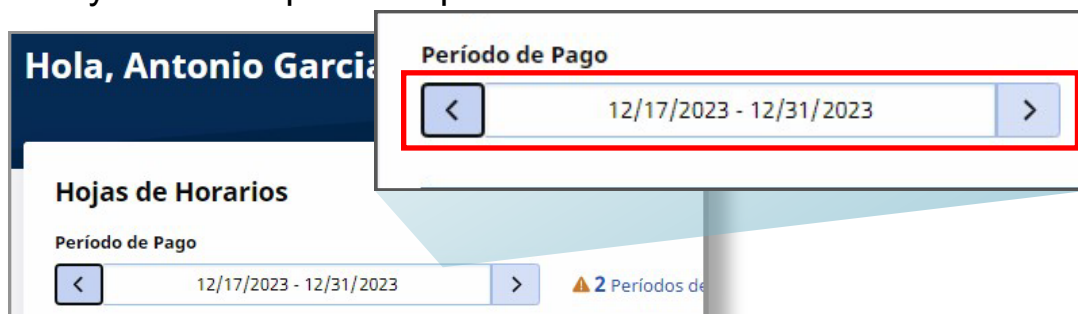 Hola, Antonio Garcia
Período de Pago
12/17/2023 - 12/31/2023
Hojas de Horarios
Período de Pago
12/17/2023 - 12/31/2023
2 Períodos de